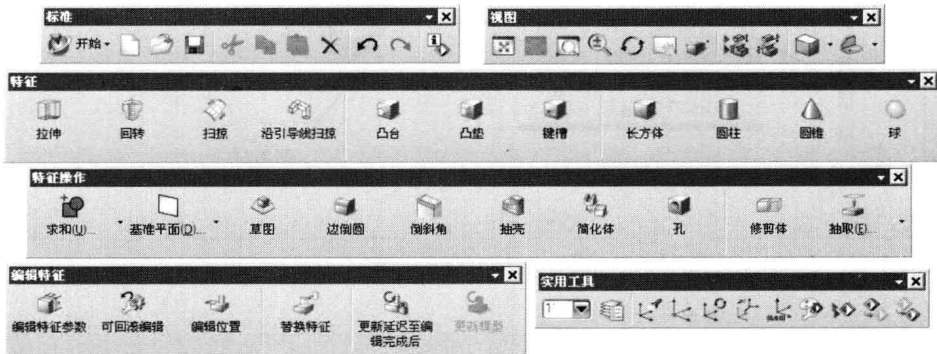 标准
视图
开始
特征
拉伸 回转 扫掠 沿引导线扫掠 凸台 凸垫 键槽 长方体 圆柱 圆锥 球
特征操作
求和(U)... 基准平面(D)... 草图 边倒圆 倒斜角 抽壳 简化体 孔 修剪体 抽取(E)...
编辑特征
实用工具
编辑特征参数 可回滚编辑 编辑位置 替换特征 更新延迟至编
辑完成后 更新模型
1